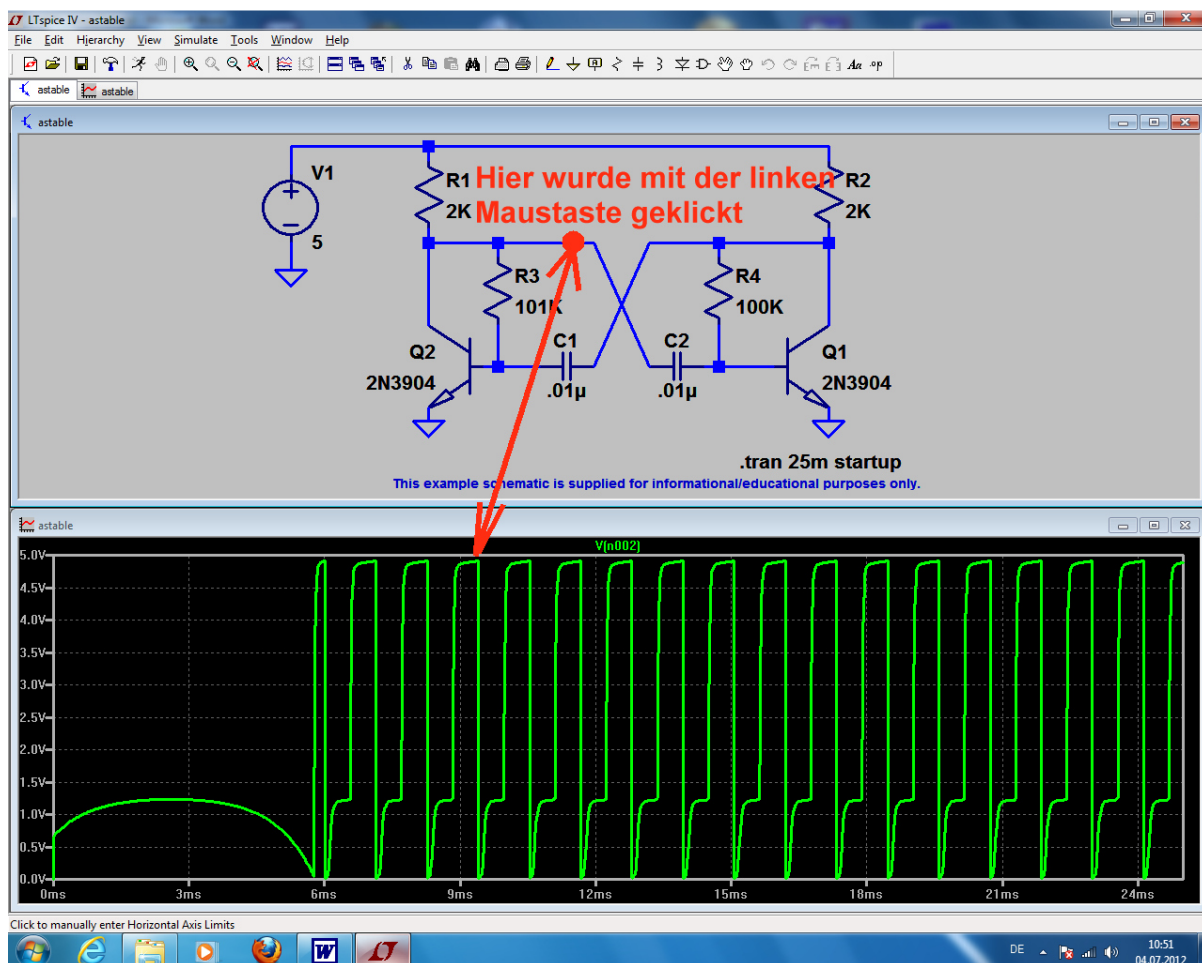 LTspice IV - astable
File Edit Hierarchy View Simulate Tools Window Help
Aa .op
astable astable
astable
V1
5
R1
2K
Hier wurde mit der linken
Maustaste geklickt
R2
2K
R3
101K
R4
100K
C1
.01µ
C2
.01µ
Q2
2N3904
Q1
2N3904
.tran 25m startup
This example schematic is supplied for informational/educational purposes only.
astable
V(n002)
5.0V
4.5V
4.0V
3.5V
3.0V
2.5V
2.0V
1.5V
1.0V
0.5V
0.0V
0ms 3ms 6ms 9ms 12ms 15ms 18ms 21ms 24ms
Click to manually enter Horizontal Axis Limits
DE 10:51
04.07.2012